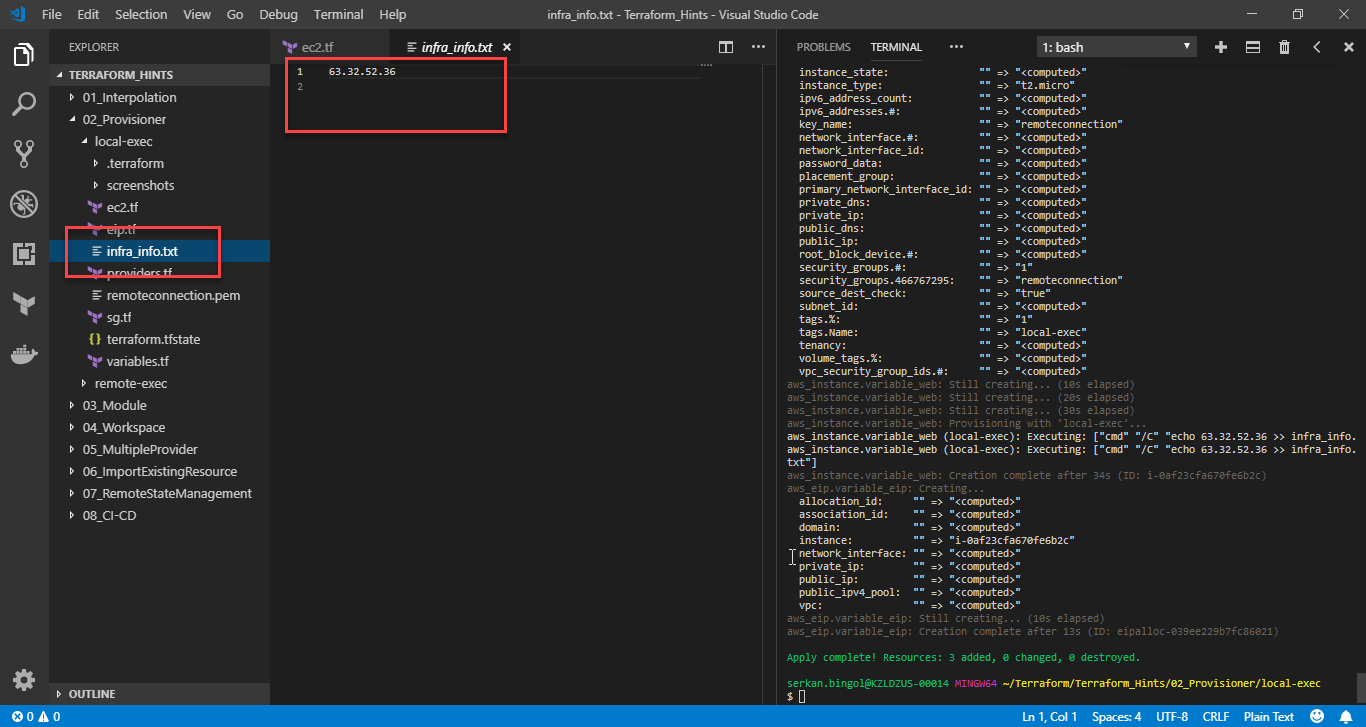 File Edit Selection View Go Debug Terminal Help
infra_info.txt - Terraform_Hints - Visual Studio Code
EXPLORER
TERRAFORM_HINTS
01_Interpolation
02_Provisioner
local-exec
.terraform
screenshots
ec2.tf
eip.tf
infra_info.txt
providers.tf
remoteconnection.pem
sg.tf
{} terraform.tfstate
variables.tf
remote-exec
03_Module
04_Workspace
05_MultipleProvider
06_ImportExistingResource
07_RemoteStateManagement
08_CI-CD
OUTLINE
ec2.tf
infra_info.txt ×
1 63.32.52.36
2
PROBLEMS TERMINAL ... 1: bash
instance_state: "" => "<computed>"
instance_type: "" => "t2.micro"
ipv6_address_count: "" => "<computed>"
ipv6_addresses.#: "" => "<computed>"
key_name: "" => "remoteconnection"
network_interface.#: "" => "<computed>"
network_interface_id: "" => "<computed>"
password_data: "" => "<computed>"
placement_group: "" => "<computed>"
primary_network_interface_id: "" => "<computed>"
private_dns: "" => "<computed>"
private_ip: "" => "<computed>"
public_dns: "" => "<computed>"
public_ip: "" => "<computed>"
root_block_device.#: "" => "<computed>"
security_groups.#: "" => "1"
security_groups.466767295: "" => "remoteconnection"
source_dest_check: "" => "true"
subnet_id: "" => "<computed>"
tags.%: "" => "1"
tags.Name: "" => "local-exec"
tenancy: "" => "<computed>"
volume_tags.%: "" => "<computed>"
vpc_security_group_ids.#: "" => "<computed>"
aws_instance.variable_web: Still creating... (10s elapsed)
aws_instance.variable_web: Still creating... (20s elapsed)
aws_instance.variable_web: Still creating... (30s elapsed)
aws_instance.variable_web: Provisioning with 'local-exec'...
aws_instance.variable_web (local-exec): Executing: ["cmd" "/C" "echo 63.32.52.36 >> infra_info.
aws_instance.variable_web (local-exec): Executing: ["cmd" "/C" "echo 63.32.52.36 >> infra_info.
txt"]
aws_instance.variable_web: Creation complete after 34s (ID: i-0af23cfa670fe6b2c)
aws_eip.variable_eip: Creating...
allocation_id: "" => "<computed>"
association_id: "" => "<computed>"
domain: "" => "<computed>"
instance: "" => "i-0af23cfa670fe6b2c"
network_interface: "" => "<computed>"
private_ip: "" => "<computed>"
public_ip: "" => "<computed>"
public_ipv4_pool: "" => "<computed>"
vpc: "" => "<computed>"
aws_eip.variable_eip: Still creating... (10s elapsed)
aws_eip.variable_eip: Creation complete after 13s (ID: eipalloc-039ee229b7fc86021)
Apply complete! Resources: 3 added, 0 changed, 0 destroyed.
serkan.bingol@KZLDZUS-00014 MINGW64 ~/Terraform/Terraform_Hints/02_Provisioner/local-exec
$
0 0 Ln 1, Col 1 Spaces: 4 UTF-8 CRLF Plain Text